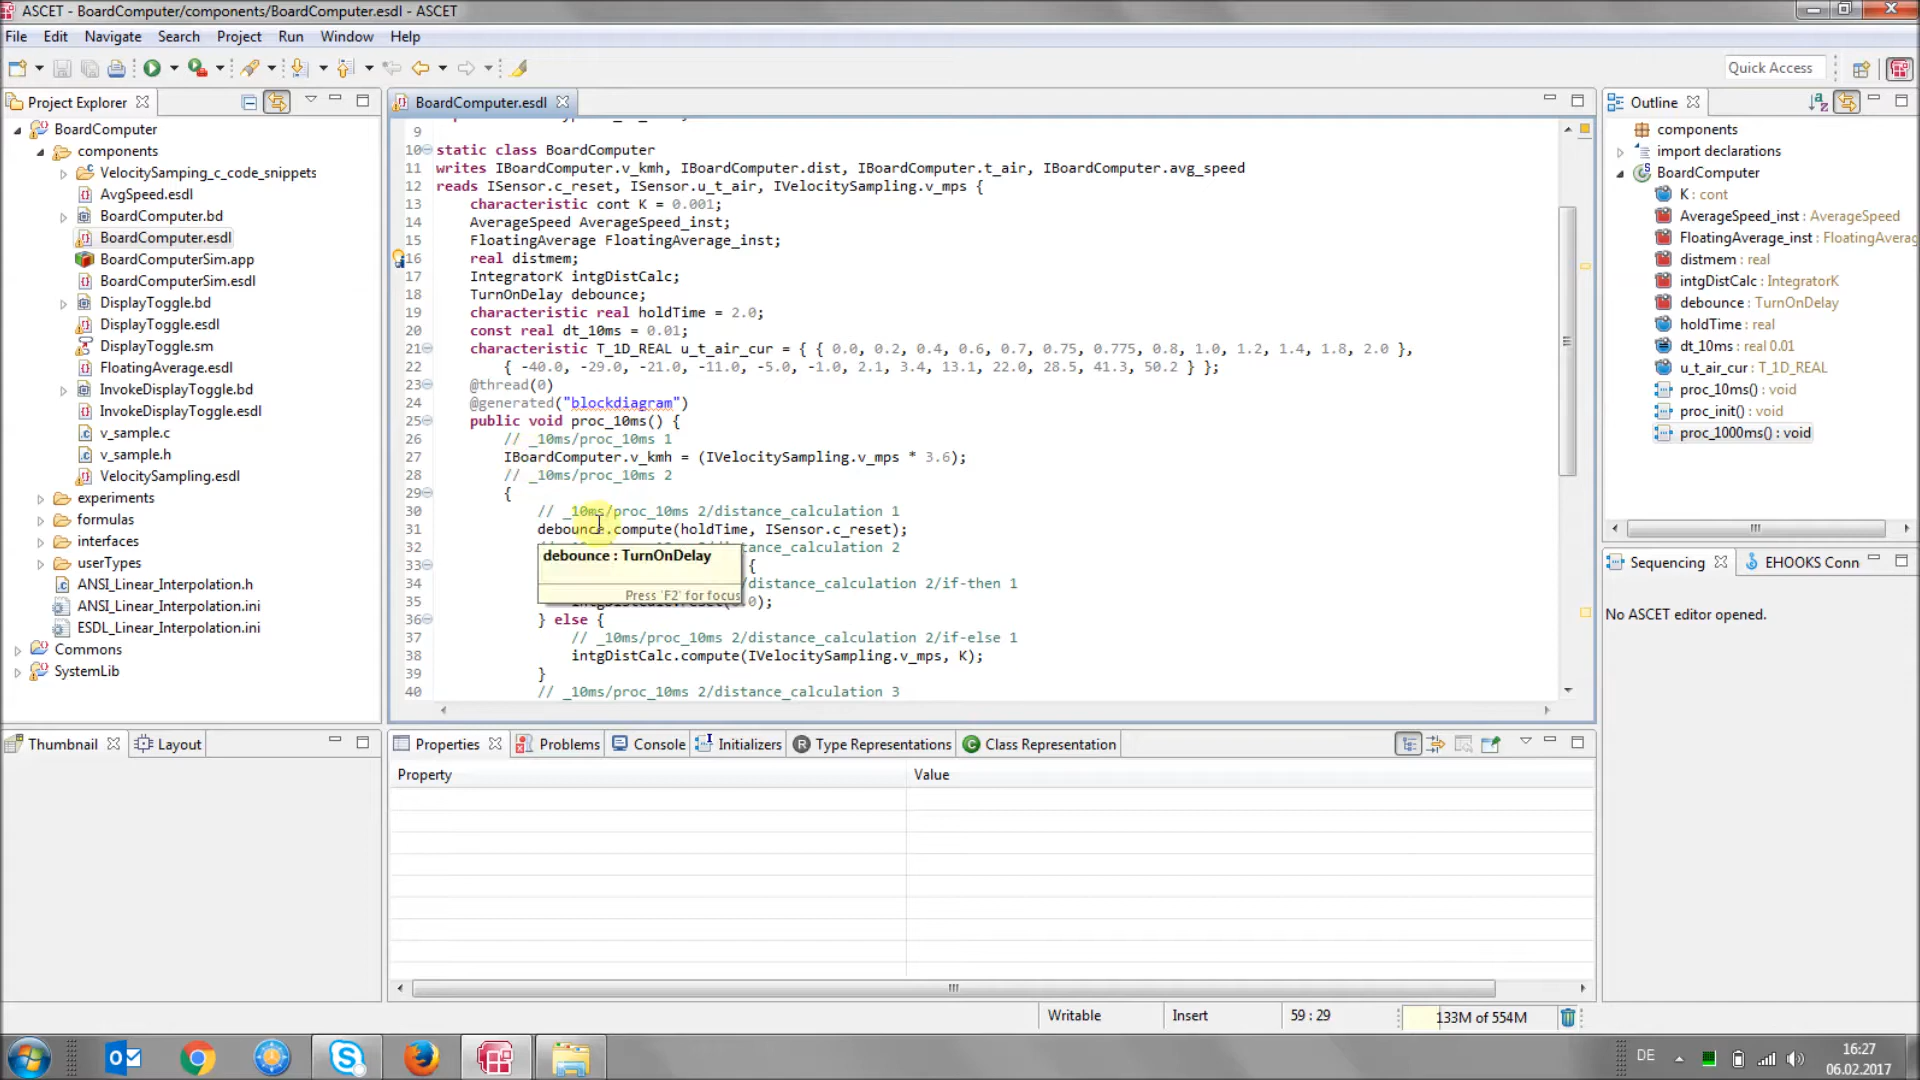 ASCET - BoardComputer/components/BoardComputer.esdl - ASCET
File Edit Navigate Search Project Run Window Help
Quick Access
Project Explorer
BoardComputer
components
VelocitySamping_c_code_snippets
AvgSpeed.esdl
BoardComputer.bd
BoardComputer.esdl
BoardComputerSim.app
BoardComputerSim.esdl
DisplayToggle.bd
DisplayToggle.esdl
DisplayToggle.sm
FloatingAverage.esdl
InvokeDisplayToggle.bd
InvokeDisplayToggle.esdl
v_sample.c
v_sample.h
VelocitySampling.esdl
experiments
formulas
interfaces
userTypes
ANSI_Linear_Interpolation.h
ANSI_Linear_Interpolation.ini
ESDL_Linear_Interpolation.ini
Commons
SystemLib
BoardComputer.esdl
9
10 static class BoardComputer
11 writes IBoardComputer.v_kmh, IBoardComputer.dist, IBoardComputer.t_air, IBoardComputer.avg_speed
12 reads ISensor.c_reset, ISensor.u_t_air, IVelocitySampling.v_mps {
13 characteristic cont K = 0.001;
14 AverageSpeed AverageSpeed_inst;
15 FloatingAverage FloatingAverage_inst;
16 real distmem;
17 IntegratorK intgDistCalc;
18 TurnOnDelay debounce;
19 characteristic real holdTime = 2.0;
20 const real dt_10ms = 0.01;
21 characteristic T_1D_REAL u_t_air_cur = { { 0.0, 0.2, 0.4, 0.6, 0.7, 0.75, 0.775, 0.8, 1.0, 1.2, 1.4, 1.8, 2.0 },
22 { -40.0, -29.0, -21.0, -11.0, -5.0, -1.0, 2.1, 3.4, 13.1, 22.0, 28.5, 41.3, 50.2 } };
23 @thread(0)
24 @generated("blockdiagram")
25 public void proc_10ms() {
26 // _10ms/proc_10ms 1
27 IBoardComputer.v_kmh = (IVelocitySampling.v_mps * 3.6);
28 // _10ms/proc_10ms 2
29 {
30 // _10ms/proc_10ms 2/distance_calculation 1
31 debounce.compute(holdTime, ISensor.c_reset);
32 tance_calculation 2
33 {
34 /distance_calculation 2/if-then 1
35 0);
36 } else {
37 // _10ms/proc_10ms 2/distance_calculation 2/if-else 1
38 intgDistCalc.compute(IVelocitySampling.v_mps, K);
39 }
40 // _10ms/proc_10ms 2/distance_calculation 3
debounce : TurnOnDelay
Press 'F2' for focus
Outline
components
import declarations
BoardComputer
K : cont
AverageSpeed_inst : AverageSpeed
FloatingAverage_inst : FloatingAverag
distmem : real
intgDistCalc : IntegratorK
debounce : TurnOnDelay
holdTime : real
dt_10ms : real 0.01
u_t_air_cur : T_1D_REAL
proc_10ms() : void
proc_init() : void
proc_1000ms() : void
Sequencing EHOOKS Conn
No ASCET editor opened.
Thumbnail Layout
Properties Problems Console Initializers Type Representations Class Representation
Property Value
Writable Insert 59 : 29 133M of 554M
DE
16:27
06.02.2017